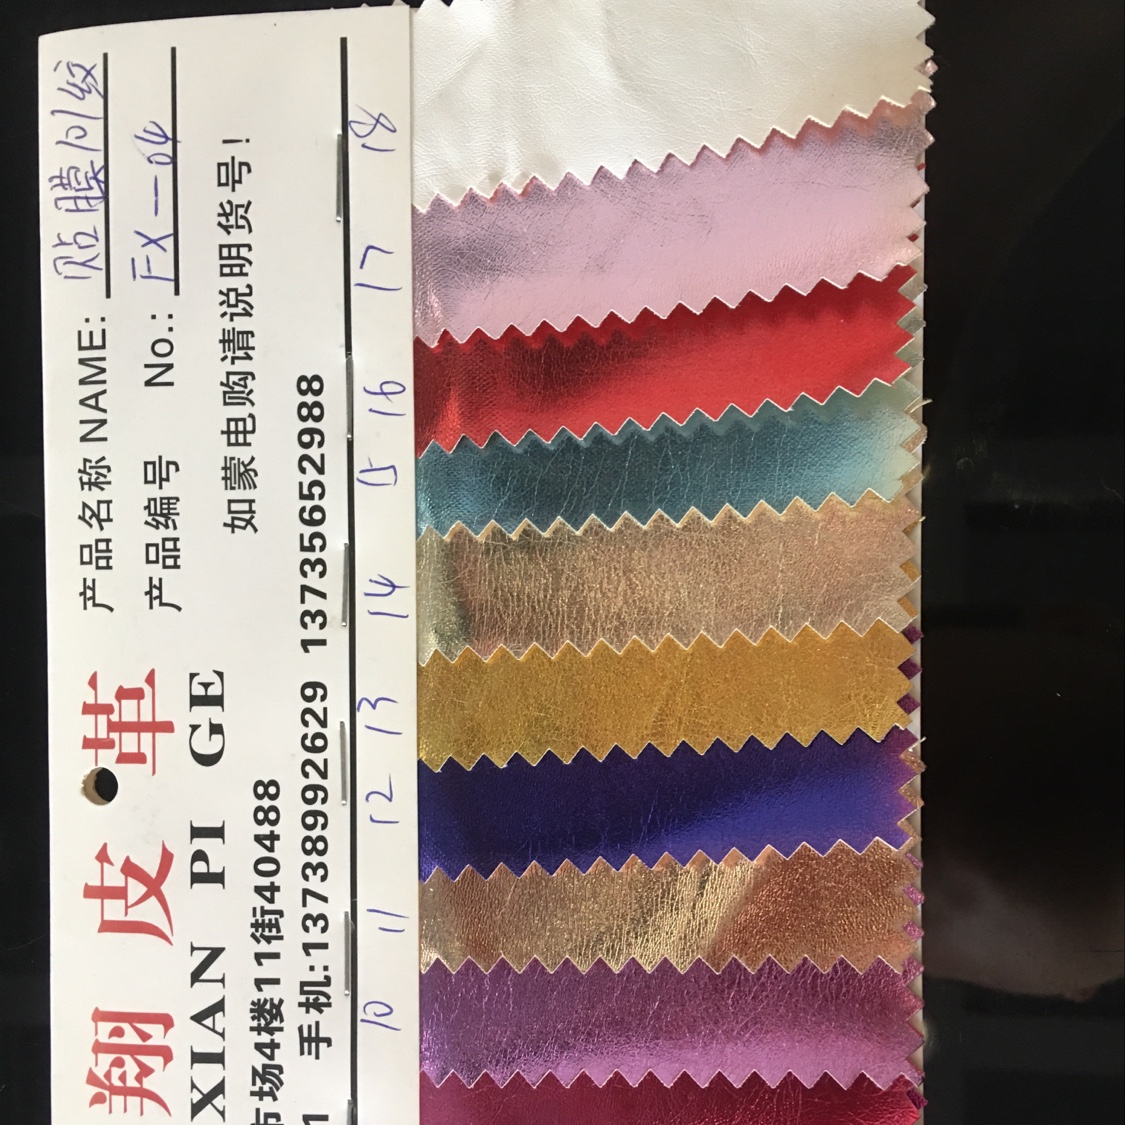 翔 皮 革
XIAN PI GE
市场4楼11街40488
手机:13738992629 13735652988
产品名称 NAME: 贴膜闪纹
产品编号 No.: FX-04
如蒙电购请说明货号!
10 11 12 13 14 15 16 17 18